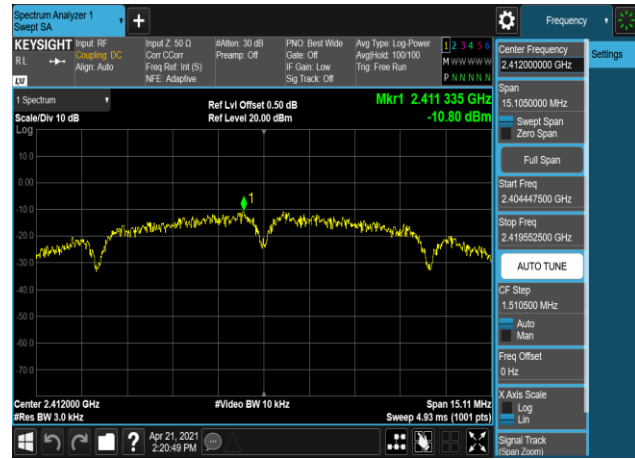 Spectrum Analyzer 1
Swept SA
Frequency
KEYSIGHT
RL
LXI
Input: RF
Coupling: DC
Align: Auto
Input Z: 50 Ω
Corr CCorr
Freq Ref: Int (S)
NFE: Adaptive
#Atten: 30 dB
Preamp: Off
PNO: Best Wide
Gate: Off
IF Gain: Low
Sig Track: Off
Avg Type: Log-Power
Avg|Hold: 100/100
Trig: Free Run
1 2 3 4 5 6
M W W W W W
P N N N N N
1 Spectrum
Scale/Div 10 dB
Log
Ref Lvl Offset 0.50 dB
Ref Level 20.00 dBm
Mkr1 2.411 335 GHz
-10.80 dBm
1
10.0
0.00
-10.0
-20.0
-30.0
-40.0
-50.0
-60.0
-70.0
Center 2.412000 GHz
#Res BW 3.0 kHz
#Video BW 10 kHz
Span 15.11 MHz
Sweep 4.93 ms (1001 pts)
Apr 21, 2021
2:20:49 PM
Center Frequency
2.412000000 GHz
Settings
Span
15.1050000 MHz
Swept Span
Zero Span
Full Span
Start Freq
2.404447500 GHz
Stop Freq
2.419552500 GHz
AUTO TUNE
CF Step
1.510500 MHz
Auto
Man
Freq Offset
0 Hz
X Axis Scale
Log
Lin
Signal Track
(Span Zoom)